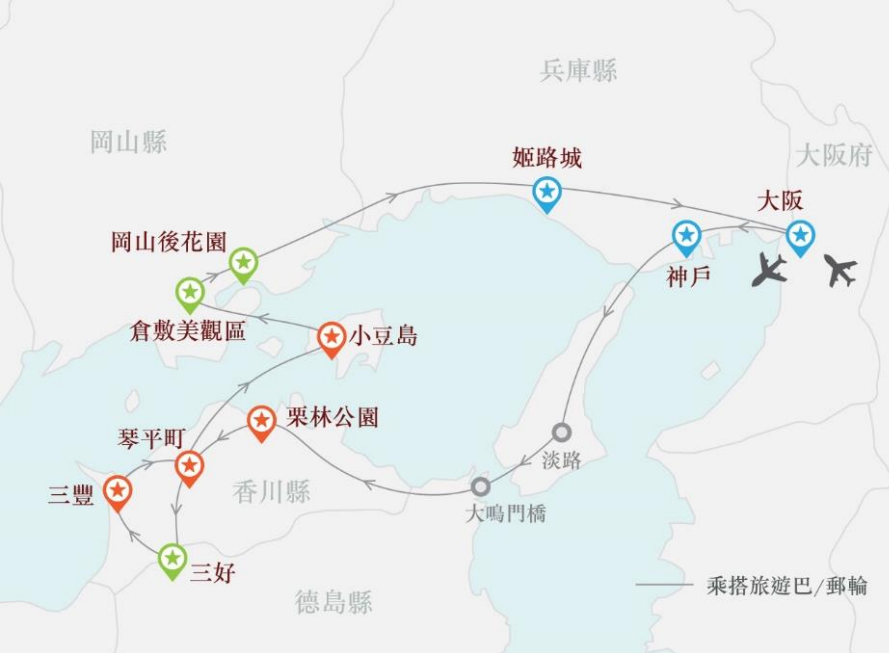 兵庫縣
岡山縣
大阪府
姬路城
大阪
岡山後花園
神戶
倉敷美觀區
小豆島
栗林公園
琴平町
淡路
三豐
香川縣
大鳴門橋
三好
乘搭旅遊巴/郵輪
德島縣